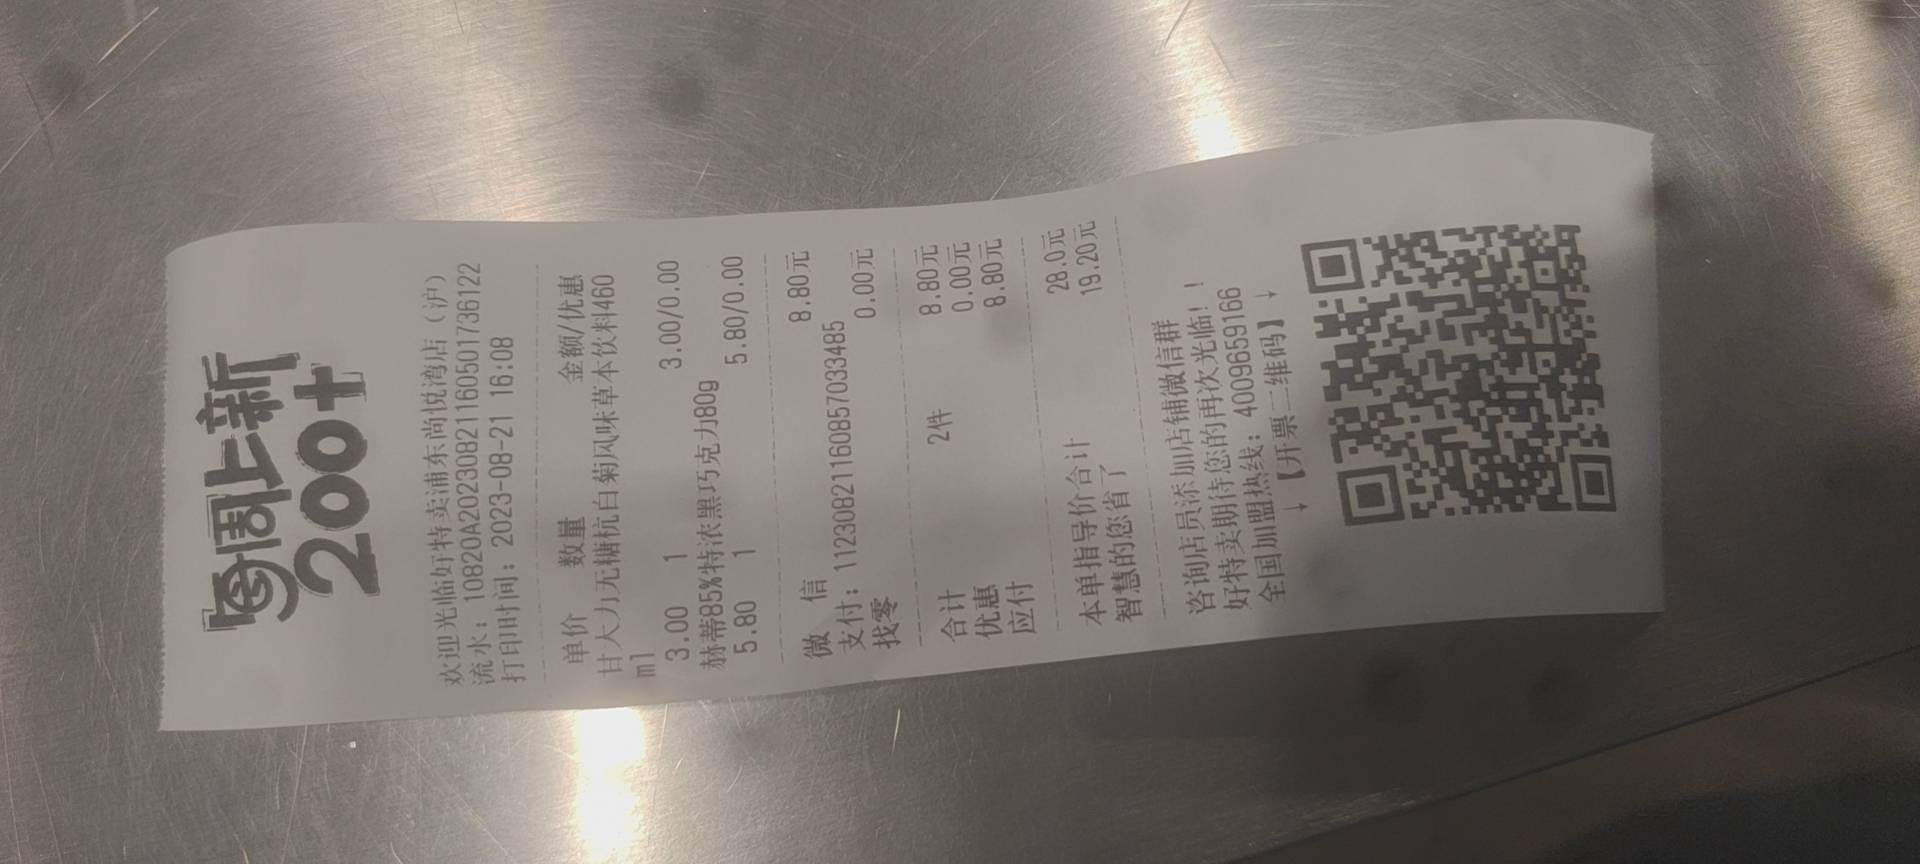 每周上新
200+
欢迎光临好特卖浦东尚悦湾店（沪）
流水：10820A2023082116050173612​2
打印时间：2023-08-21 16:08
单价 数量 金额/优惠
甘大力无糖杭白菊风味草本饮料460
ml
3.00 1 3.00/0.00
赫蒂85%特浓黑巧克力80g
5.80 1 5.80/0.00
微 信 8.80元
支付：112308211608570334​85
找零 0.00元
合计 2件 8.80元
优惠 0.00元
应付 8.80元
本单指导价合计 28.0元
智慧的您省了 19.20元
咨询店员添加店铺微信群
好特卖期待您的再次光临！！
全国加盟热线：4009659166
↓ 【开票二维码】 ↓